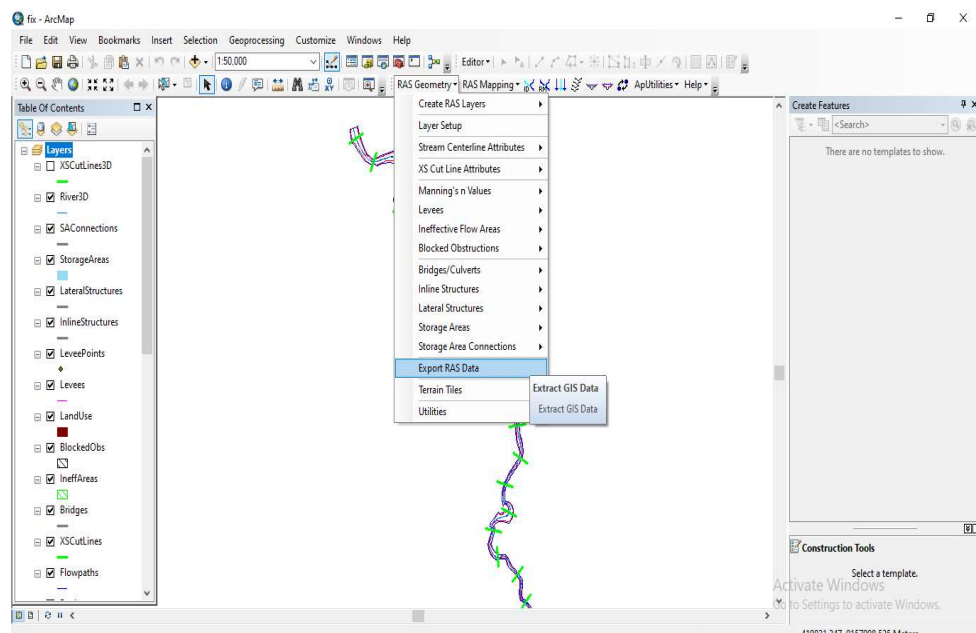 fix - ArcMap
File Edit View Bookmarks Insert Selection Geoprocessing Customize Windows Help
1:50,000
Editor
RAS Geometry RAS Mapping ApUtilities Help
Table Of Contents
Layers
XSCutLines3D
River3D
SAConnections
StorageAreas
LateralStructures
InlineStructures
LeveePoints
Levees
LandUse
BlockedObs
IneffAreas
Bridges
XSCutLines
Flowpaths
Create RAS Layers
Layer Setup
Stream Centerline Attributes
XS Cut Line Attributes
Manning's n Values
Levees
Ineffective Flow Areas
Blocked Obstructions
Bridges/Culverts
Inline Structures
Lateral Structures
Storage Areas
Storage Area Connections
Export RAS Data
Terrain Tiles
Utilities
Extract GIS Data
Extract GIS Data
Create Features
<Search>
There are no templates to show.
Construction Tools
Select a template.
Activate Windows
Go to Settings to activate Windows.